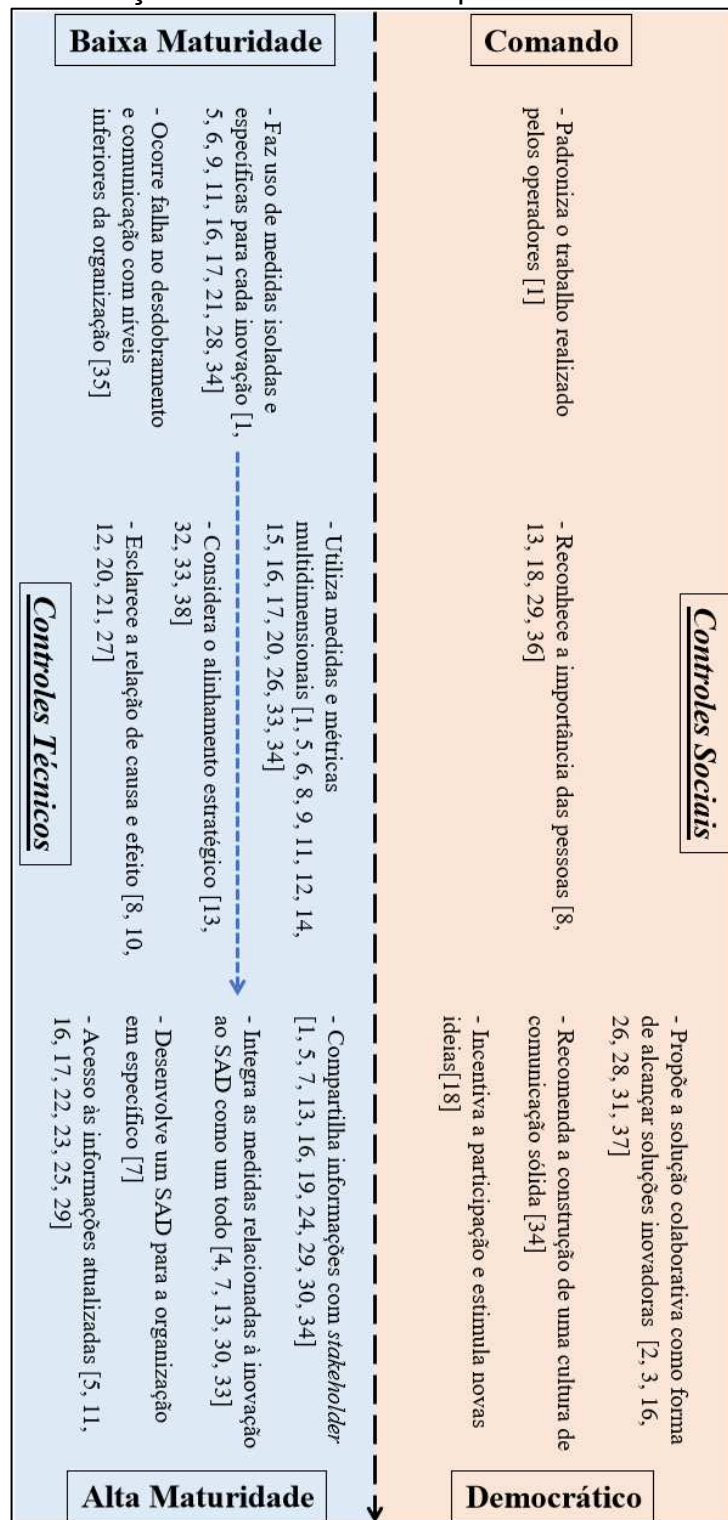 Baixa Maturidade
Comando
Controles Sociais
- Padroniza o trabalho realizado
pelos operadores [1]
- Reconhece a importância das pessoas [8,
13, 18, 29, 36]
- Propõe a solução colaborativa como forma
de alcançar soluções inovadoras [2, 3, 16,
26, 28, 31, 37]
- Recomenda a construção de uma cultura de
comunicação sólida [34]
- Incentiva a participação e estimula novas
ideias[18]
- Faz uso de medidas isoladas e
específicas para cada inovação [1,
5, 6, 9, 11, 16, 17, 21, 28, 34]
- Ocorre falha no desdobramento
e comunicação com níveis
inferiores da organização [35]
- Utiliza medidas e métricas
multidimensionais [1, 5, 6, 8, 9, 11, 12, 14,
15, 16, 17, 20, 26, 33, 34]
- Considera o alinhamento estratégico [13,
32, 33, 38]
- Esclarece a relação de causa e efeito [8, 10,
12, 20, 21, 27]
- Compartilha informações com stakeholder
[1, 5, 7, 13, 16, 19, 24, 29, 30, 34]
- Integra as medidas relacionadas à inovação
ao SAD como um todo [4, 7, 13, 30, 33]
- Desenvolve um SAD para a organização
em específico [7]
- Acesso às informações atualizadas [5, 11,
16, 17, 22, 23, 25, 29]
Controles Técnicos
Alta Maturidade
Democrático